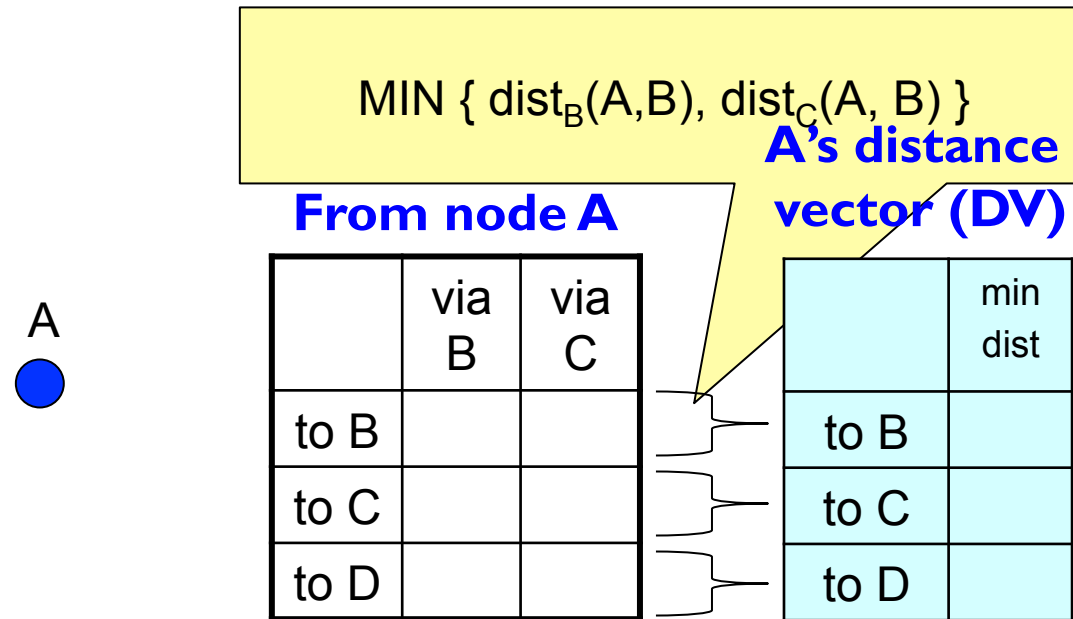 MIN { dist_B(A,B), dist_C(A, B) }
A's distance
vector (DV)
From node A
A
via B
via C
to B
to C
to D
min dist
to B
to C
to D